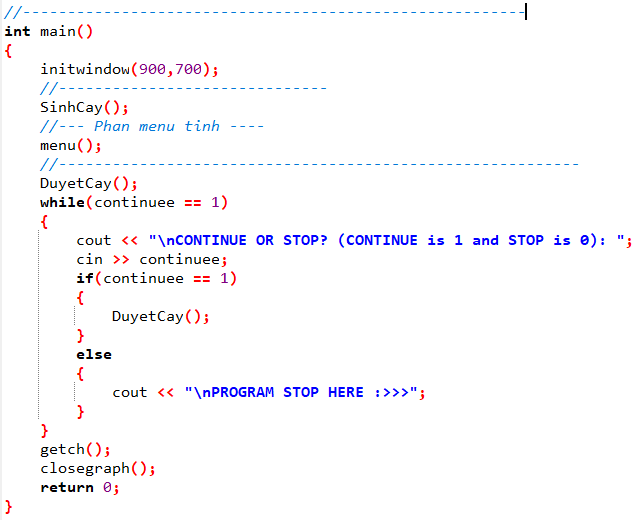 //--------------------------------------------------------
int main()
{
    initwindow(900,700);
    //------------------------------
    SinhCay();
    //--- Phan menu tinh ----
    menu();
    //----------------------------------------------------------
    DuyetCay();
    while(continuee == 1)
    {
        cout << "\nCONTINUE OR STOP? (CONTINUE is 1 and STOP is 0): ";
        cin >> continuee;
        if(continuee == 1)
        {
            DuyetCay();
        }
        else
        {
            cout << "\nPROGRAM STOP HERE :>>>";
        }
    }
    getch();
    closegraph();
    return 0;
}